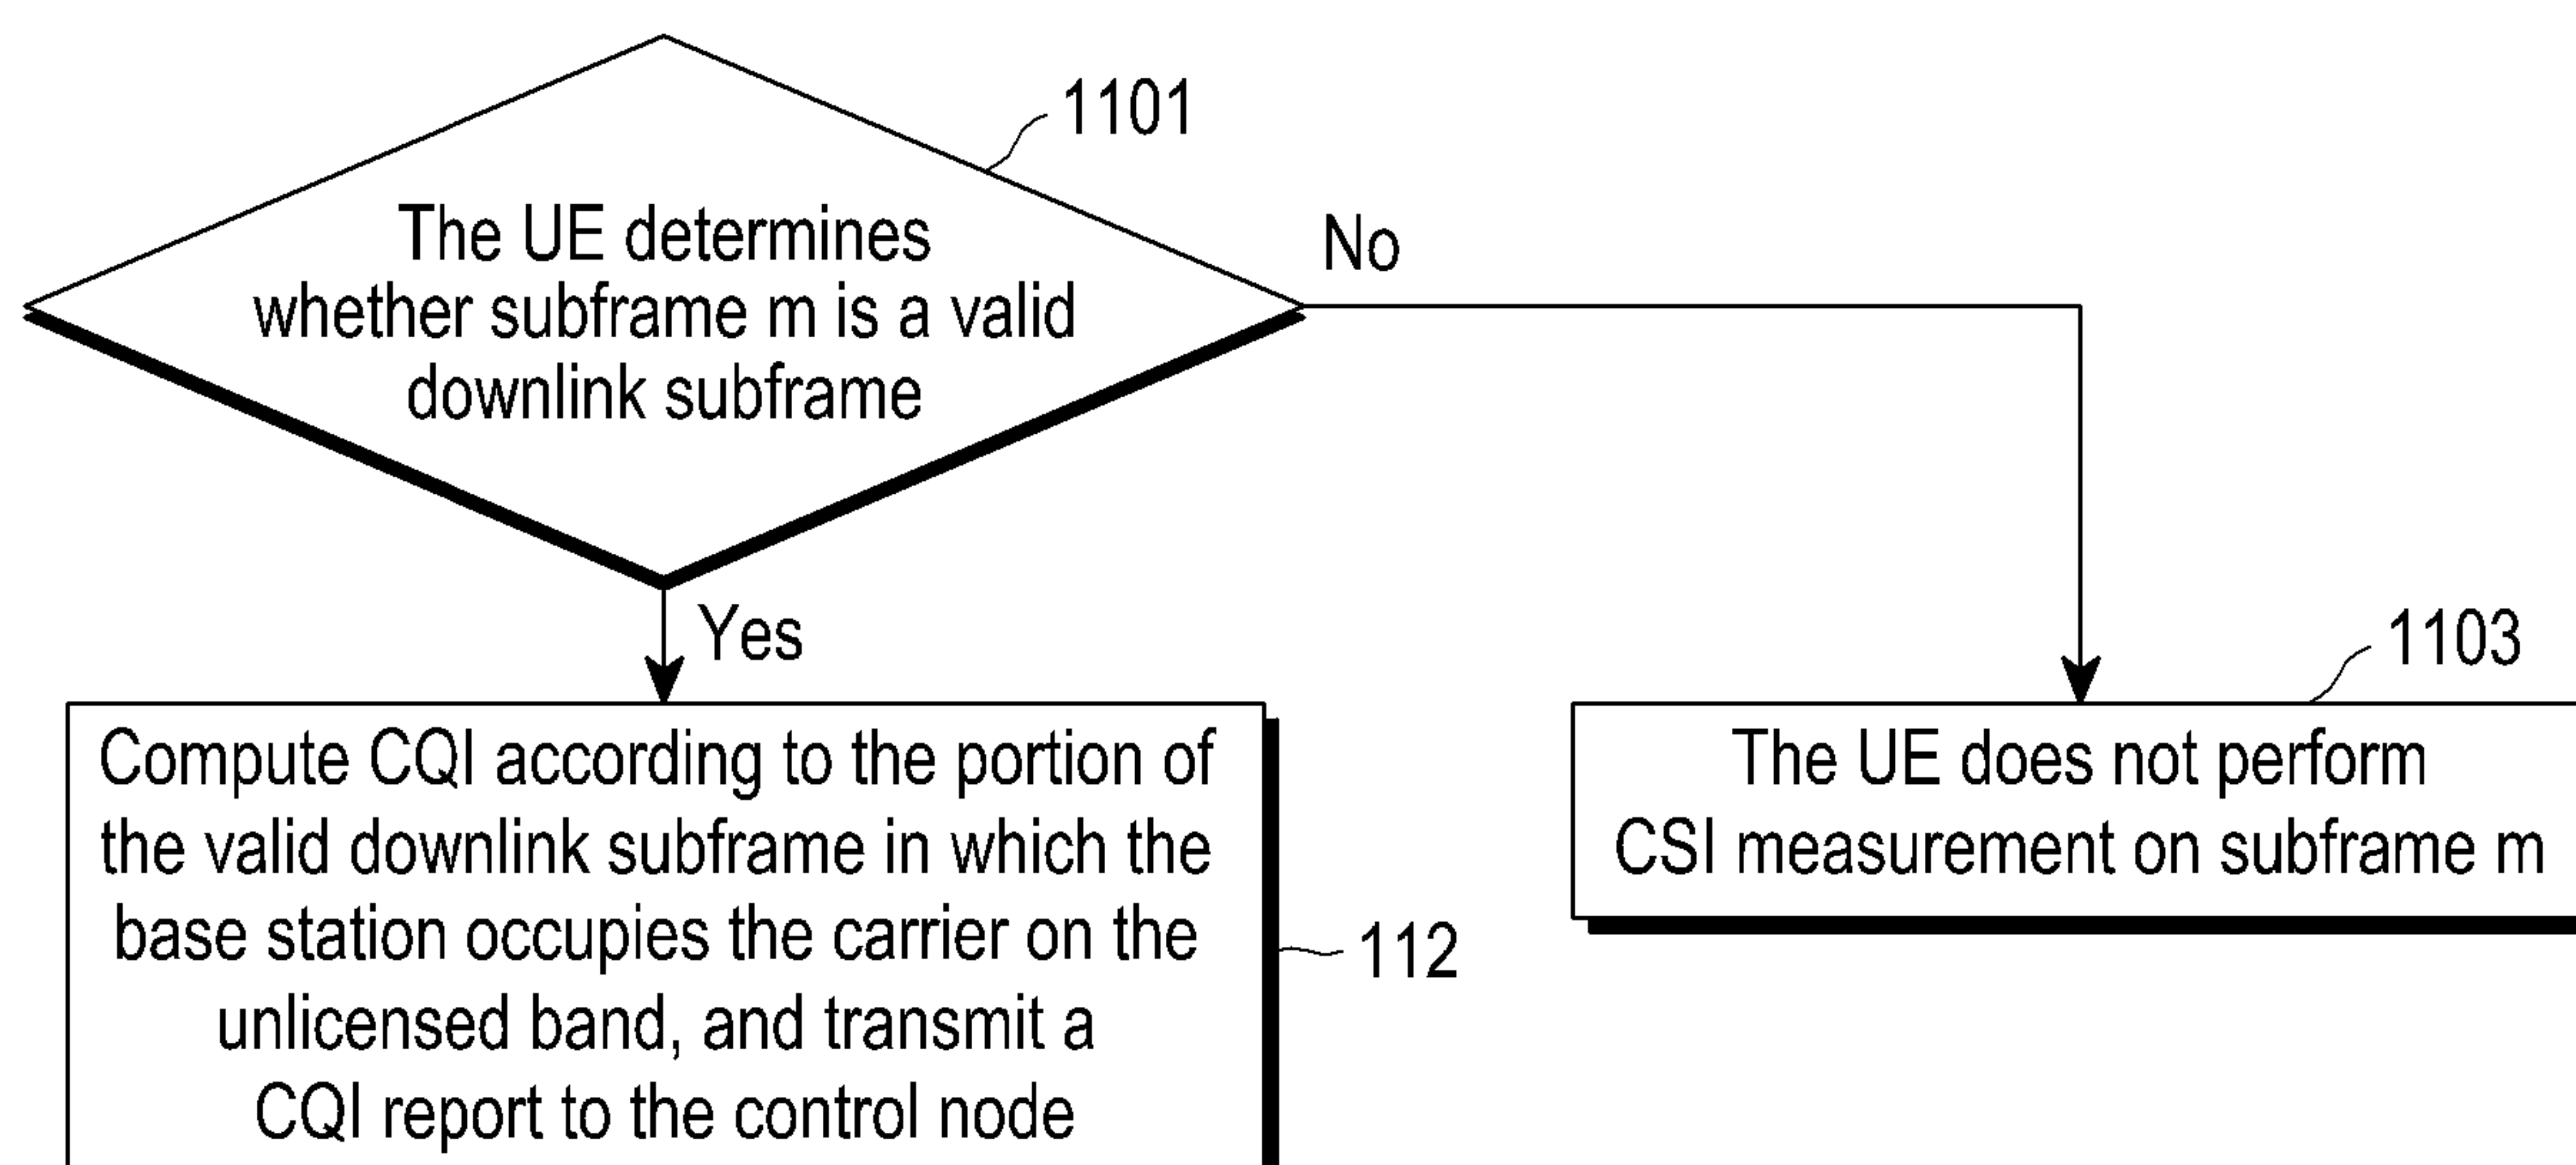 1101
The UE determines
whether subframe m is a valid
downlink subframe
No
Yes
1103
Compute CQI according to the portion of
the valid downlink subframe in which the
base station occupies the carrier on the
unlicensed band, and transmit a
CQI report to the control node
112
The UE does not perform
CSI measurement on subframe m